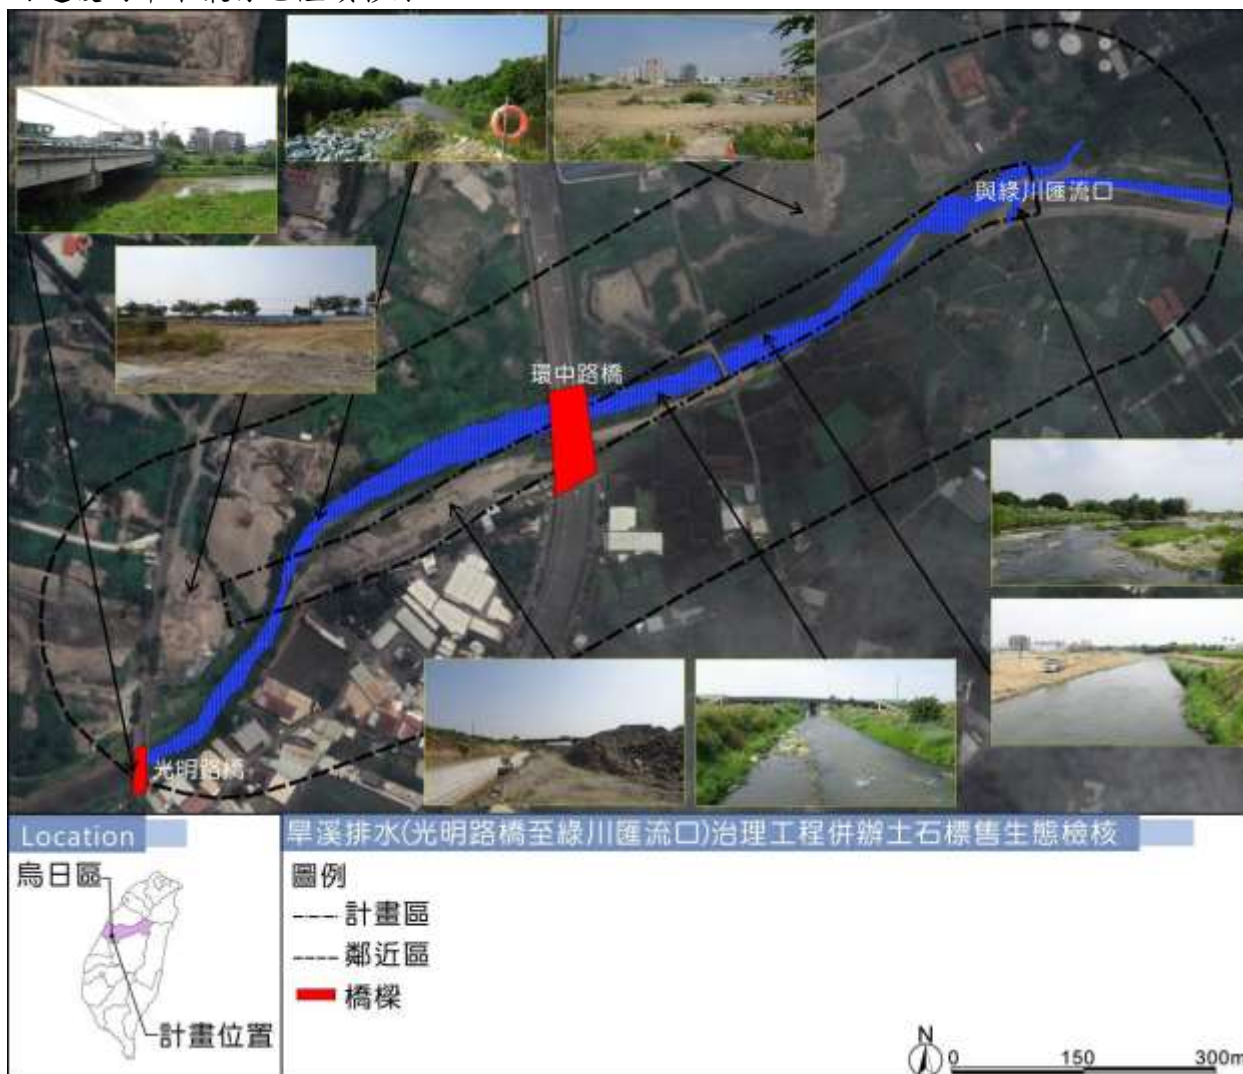 與綠川匯流口
環中路橋
光明路橋
Location
旱溪排水(光明路橋至綠川匯流口)治理工程併辦土石標售生態檢核
烏日區
計畫位置
圖例
計畫區
鄰近區
橋樑
N
0 150 300m